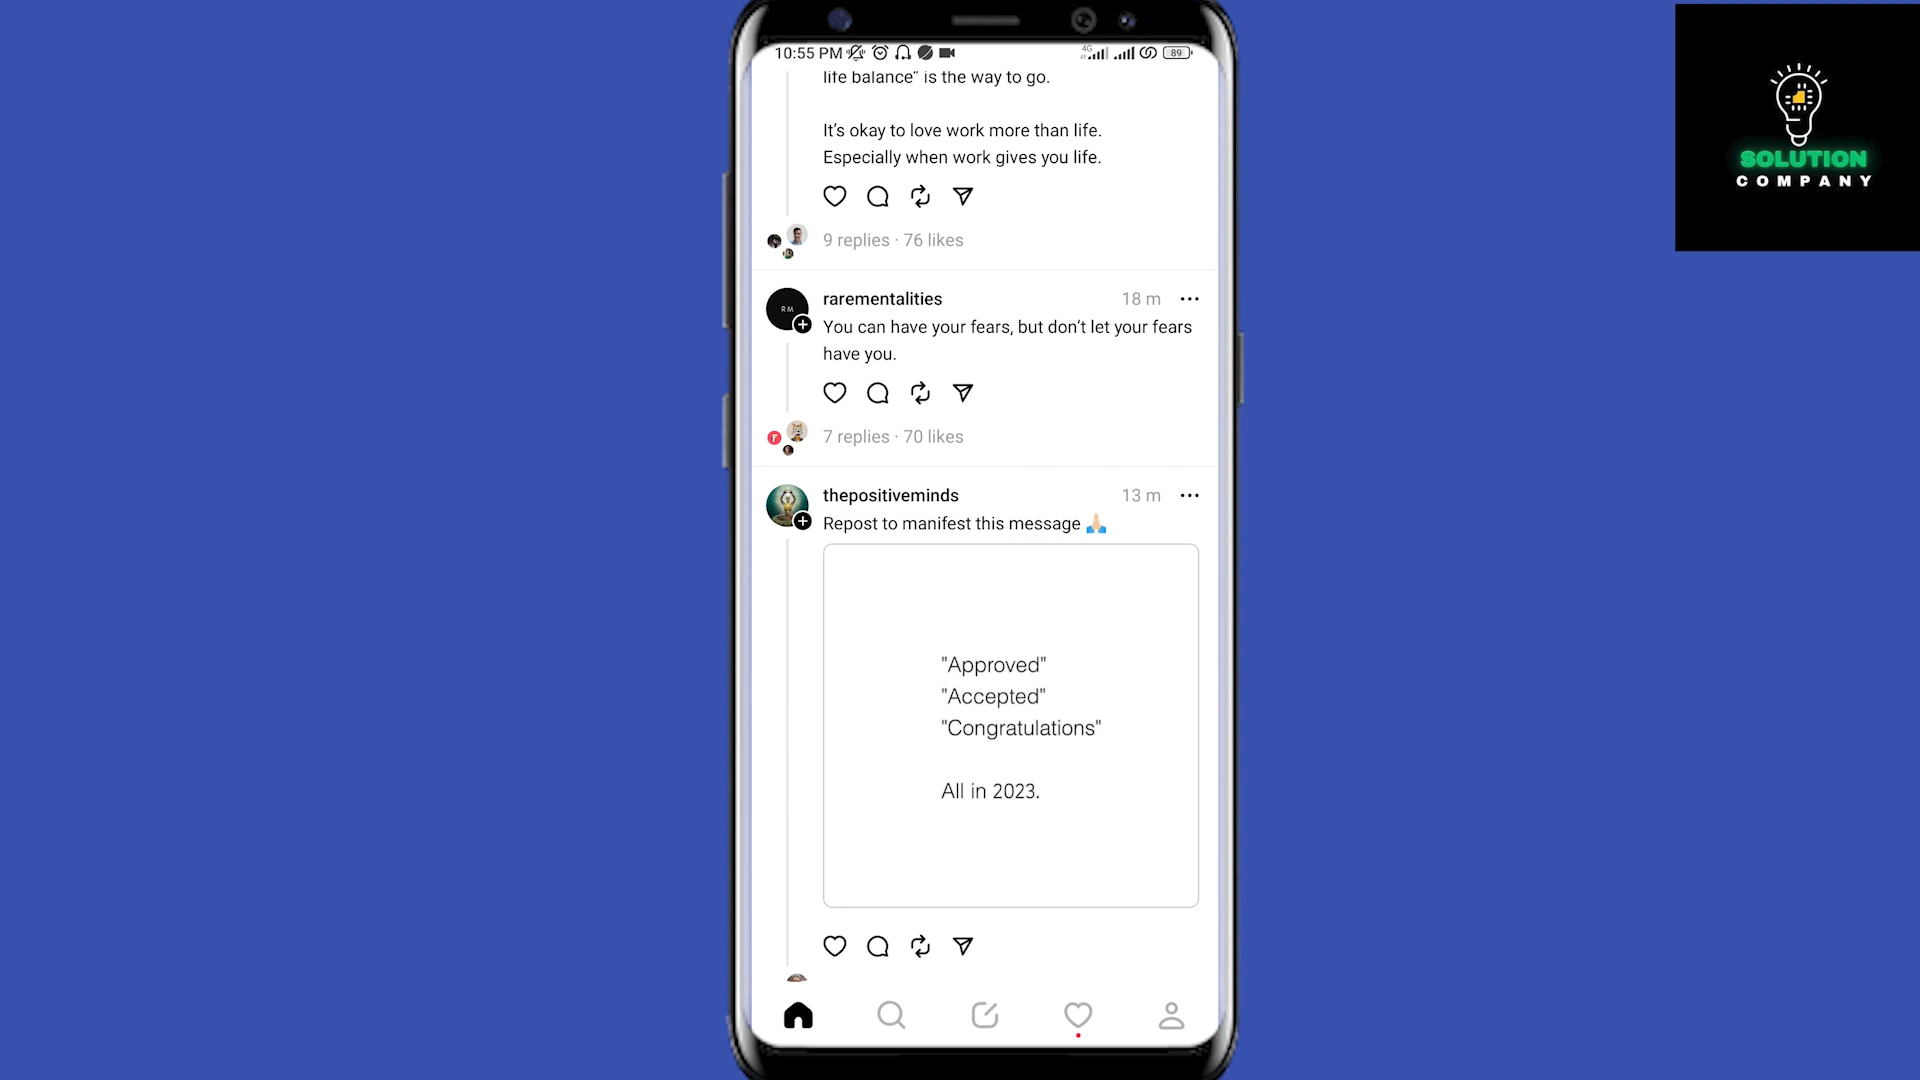 10:55 PM
4G
89
life balance" is the way to go.
It's okay to love work more than life.
Especially when work gives you life.
9 replies · 76 likes
RM
rarementalities
18 m
You can have your fears, but don't let your fears
have you.
7 replies · 70 likes
thepositiveminds
13 m
Repost to manifest this message 🙏🏻
"Approved"
"Accepted"
"Congratulations"
All in 2023.
SOLUTION
COMPANY